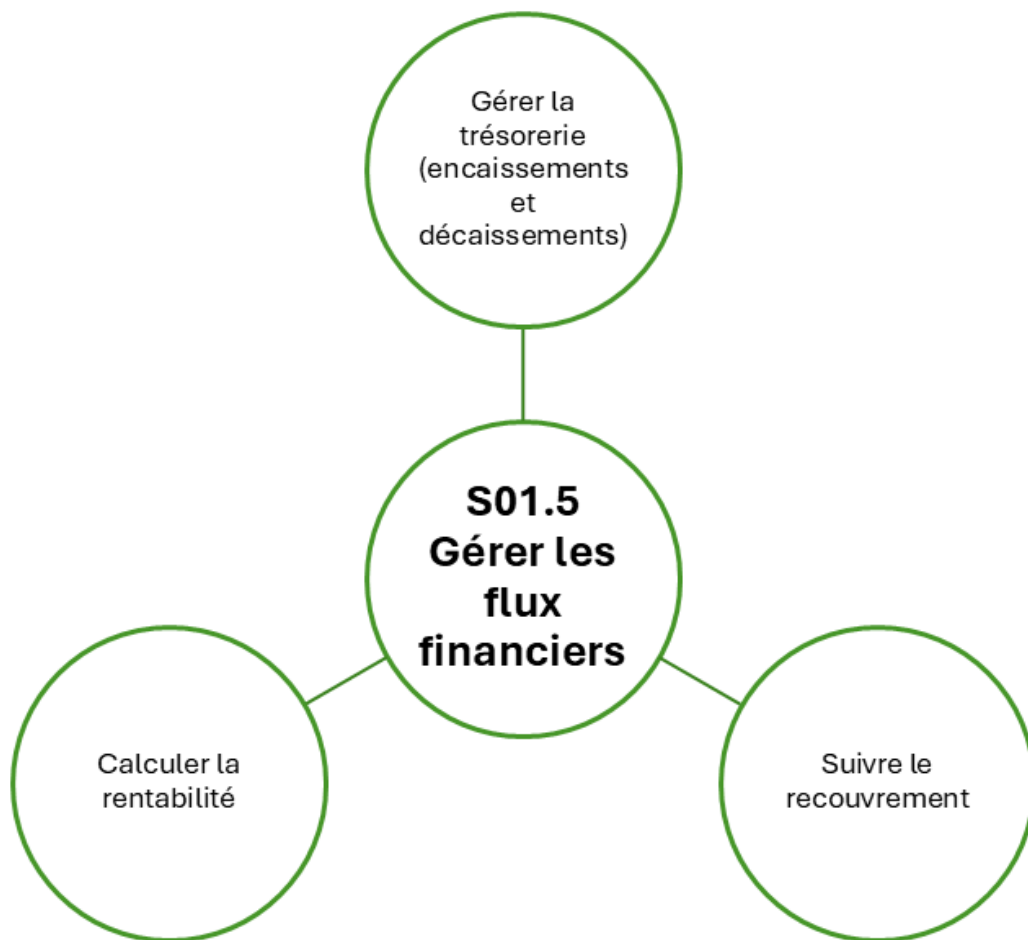 Gérer la
trésorerie
(encaissements
et
décaissements)
S01.5
Gérer les
flux
financiers
Calculer la
rentabilité
Suivre le
recouvrement